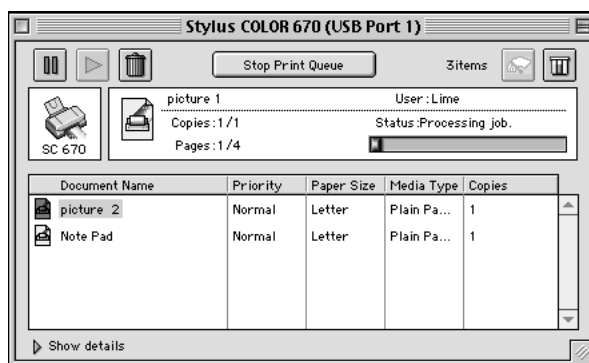 Stylus COLOR 670 (USB Port 1)
Stop Print Queue
3items
SC 670
picture 1
User:Lime
Copies:1/1
Status:Processing job.
Pages:1/4
Document Name Priority Paper Size Media Type Copies
picture 2 Normal Letter Plain Pa... 1
Note Pad Normal Letter Plain Pa... 1
Show details